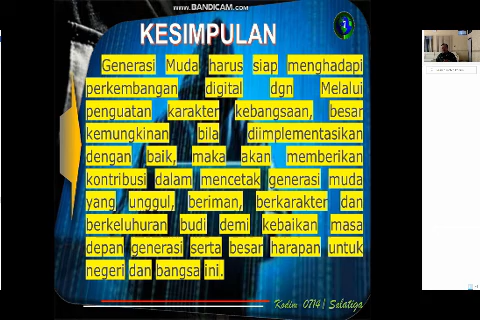 www.BANDICAM.com
KESIMPULAN
Generasi Muda harus siap menghadapi
perkembangan digital dgn Melalui
penguatan karakter kebangsaan, besar
kemungkinan bila diimplementasikan
dengan baik, maka akan memberikan
kontribusi dalam mencetak generasi muda
yang unggul, beriman, berkarakter dan
berkeluhuran budi demi kebaikan masa
depan generasi serta besar harapan untuk
negeri dan bangsa ini.
Kodim 0714/ Salatiga